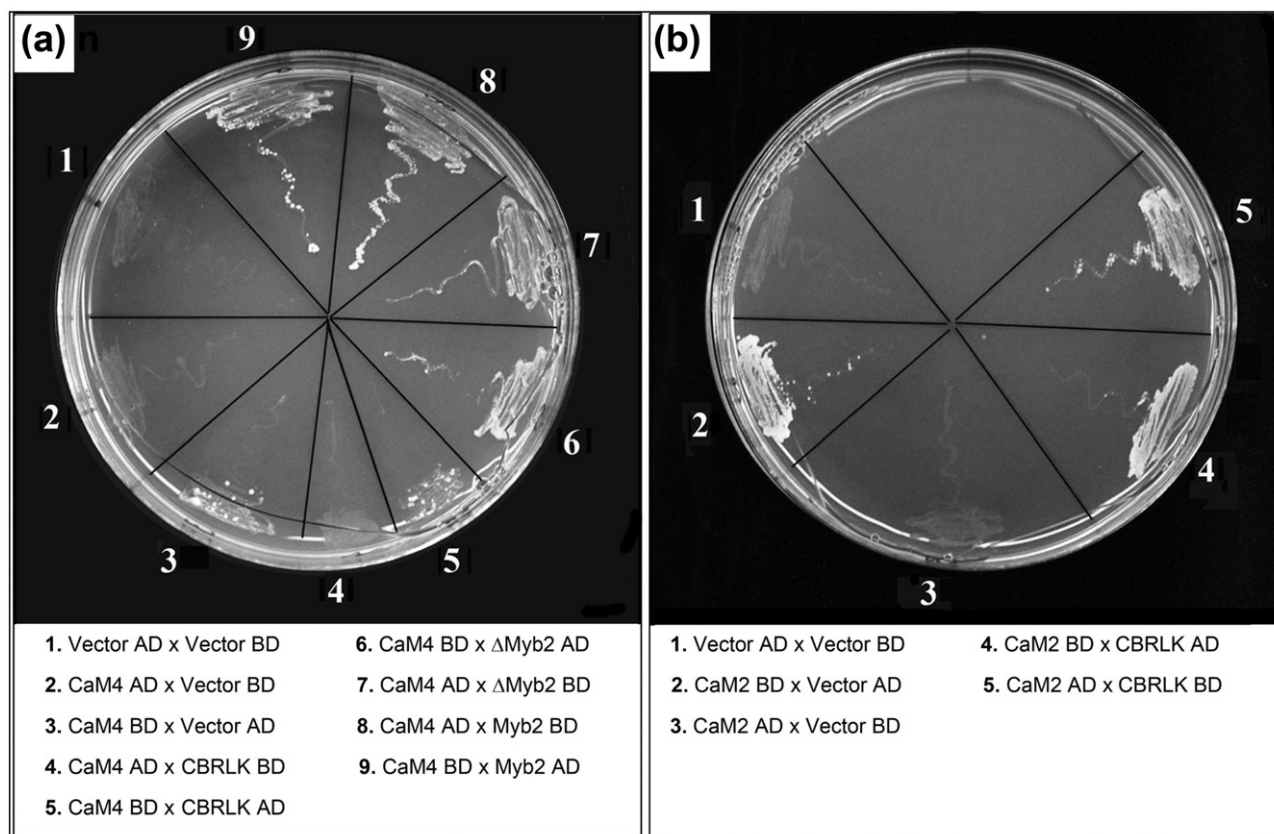 (a)
9
8
1
7
2
6
3
5
4
1. Vector AD x Vector BD
2. CaM4 AD x Vector BD
3. CaM4 BD x Vector AD
4. CaM4 AD x CBRLK BD
5. CaM4 BD x CBRLK AD
6. CaM4 BD x ΔMyb2 AD
7. CaM4 AD x ΔMyb2 BD
8. CaM4 AD x Myb2 BD
9. CaM4 BD x Myb2 AD
(b)
1
5
2
4
3
1. Vector AD x Vector BD
2. CaM2 BD x Vector AD
3. CaM2 AD x Vector BD
4. CaM2 BD x CBRLK AD
5. CaM2 AD x CBRLK BD